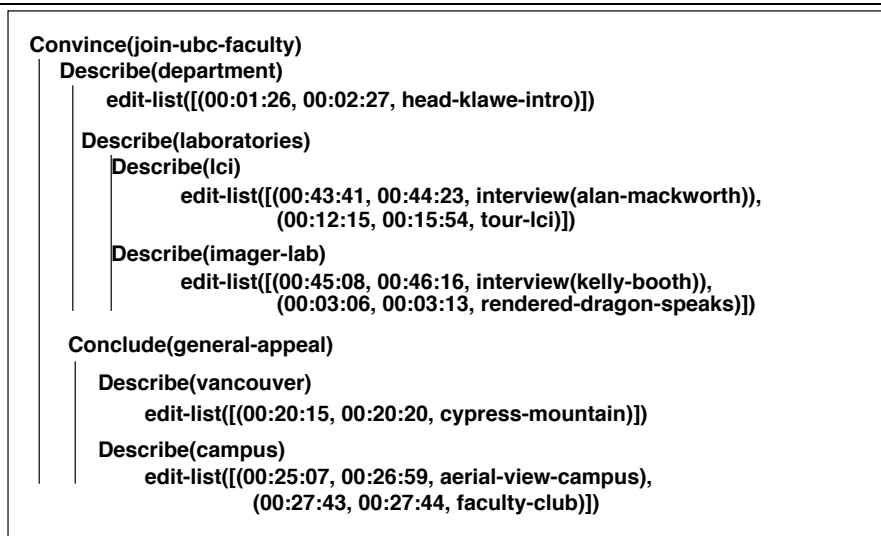 Convince(join-ubc-faculty)
Describe(department)
edit-list([(00:01:26, 00:02:27, head-klawe-intro)])
Describe(laboratories)
Describe(lci)
edit-list([(00:43:41, 00:44:23, interview(alan-mackworth)),
(00:12:15, 00:15:54, tour-lci)])
Describe(imager-lab)
edit-list([(00:45:08, 00:46:16, interview(kelly-booth)),
(00:03:06, 00:03:13, rendered-dragon-speaks)])
Conclude(general-appeal)
Describe(vancouver)
edit-list([(00:20:15, 00:20:20, cypress-mountain)])
Describe(campus)
edit-list([(00:25:07, 00:26:59, aerial-view-campus),
(00:27:43, 00:27:44, faculty-club)])